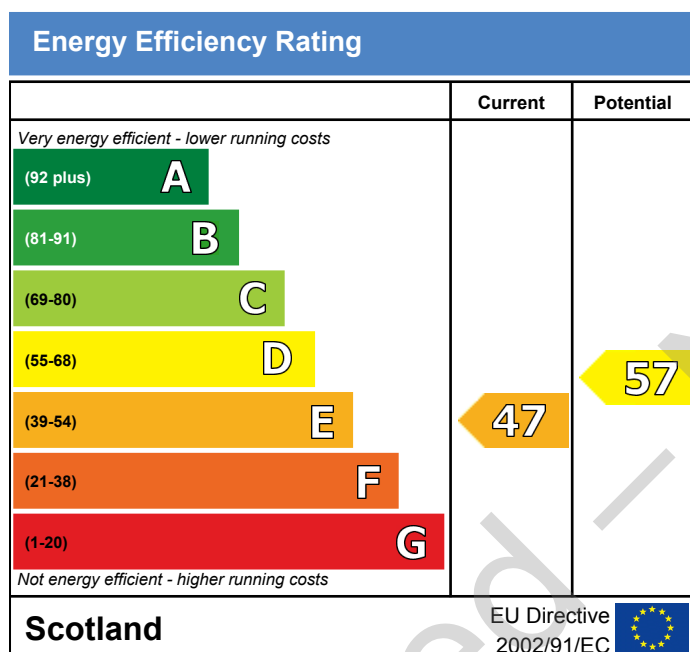 Energy Efficiency Rating
Current Potential
Very energy efficient - lower running costs
(92 plus) A
(81-91) B
(69-80) C
(55-68) D
57
(39-54) E
47
(21-38) F
(1-20) G
Not energy efficient - higher running costs
Scotland
EU Directive
2002/91/EC